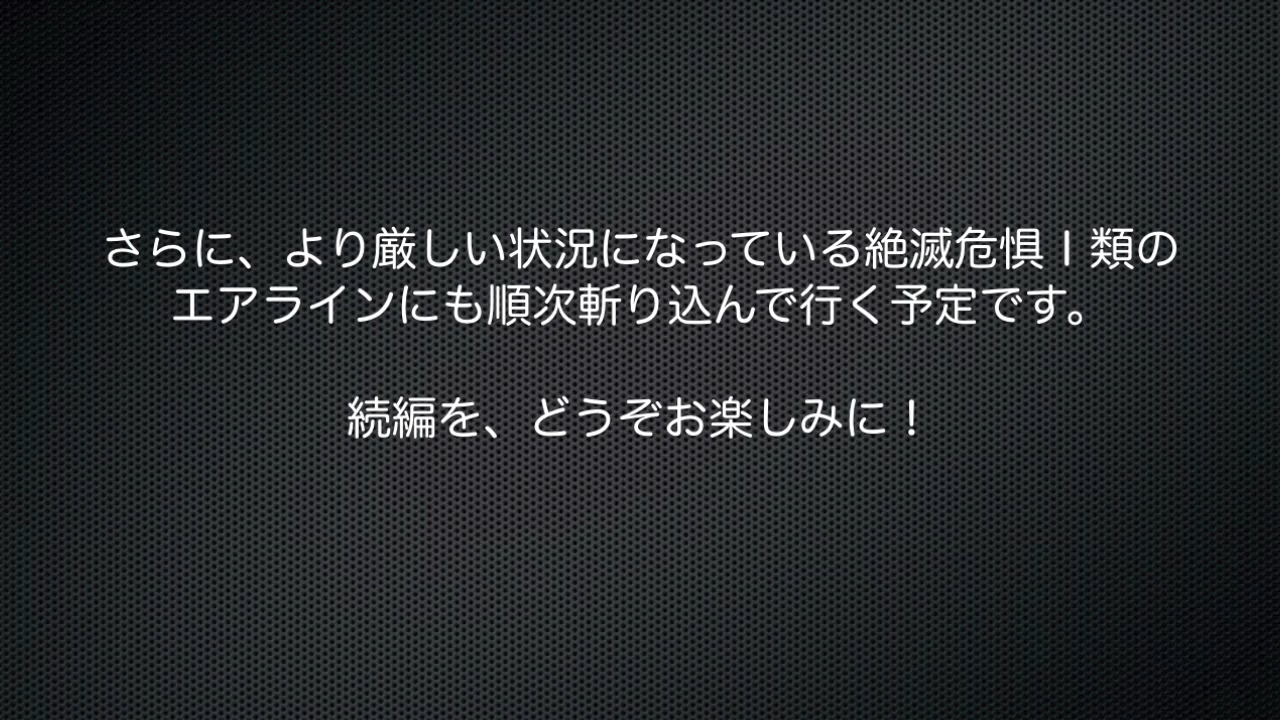 さらに、より厳しい状況になっている絶滅危惧Ⅰ類の
エアラインにも順次斬り込んで行く予定です。
続編を、どうぞお楽しみに！